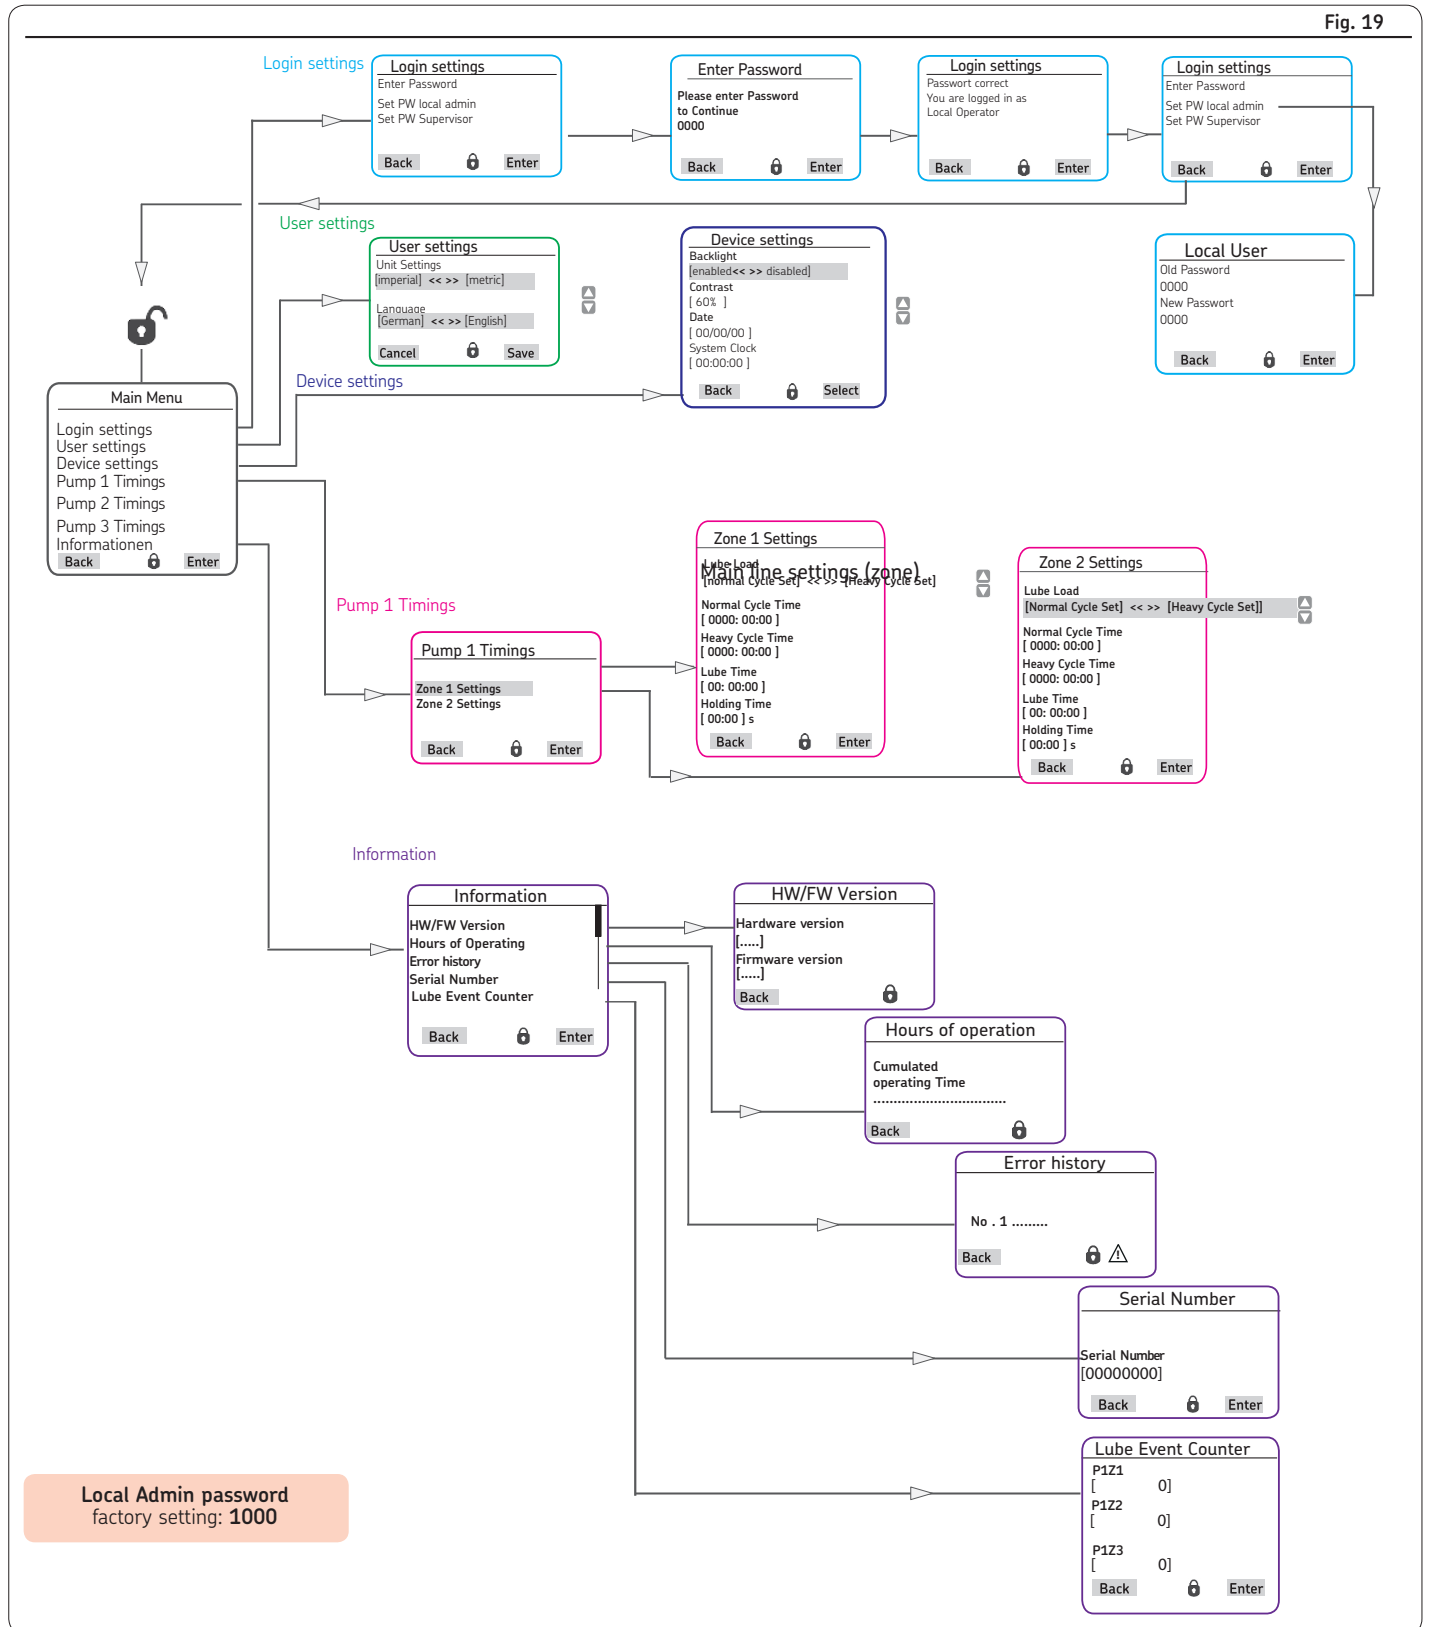 Fig. 19
Login settings
Login settings
Enter Password
Set PW local admin
Set PW Supervisor
Back Enter
Enter Password
Please enter Password
to Continue
0000
Back Enter
Login settings
Passwort correct
You are logged in as
Local Operator
Back Enter
Login settings
Enter Password
Set PW local admin
Set PW Supervisor
Back Enter
User settings
User settings
Unit Settings
[imperial] << >> [metric]
Language
[German] << >> [English]
Cancel Save
Device settings
Backlight
[enabled<< >> disabled]
Contrast
[ 60% ]
Date
[ 00/00/00 ]
System Clock
[ 00:00:00 ]
Back Select
Local User
Old Password
0000
New Passwort
0000
Back Enter
Device settings
Main Menu
Login settings
User settings
Device settings
Pump 1 Timings
Pump 2 Timings
Pump 3 Timings
Informationen
Back Enter
Pump 1 Timings
Pump 1 Timings
Zone 1 Settings
Zone 2 Settings
Back Enter
Zone 1 Settings
Lube Load
Main line settings (zone)
[normal Cycle Set] << >> [Heavy Cycle Set]
Normal Cycle Time
[ 0000: 00:00 ]
Heavy Cycle Time
[ 0000: 00:00 ]
Lube Time
[ 00: 00:00 ]
Holding Time
[ 00:00 ] s
Back Enter
Zone 2 Settings
Lube Load
[Normal Cycle Set] << >> [Heavy Cycle Set]]
Normal Cycle Time
[ 0000: 00:00 ]
Heavy Cycle Time
[ 0000: 00:00 ]
Lube Time
[ 00: 00:00 ]
Holding Time
[ 00:00 ] s
Back Enter
Information
Information
HW/FW Version
Hours of Operating
Error history
Serial Number
Lube Event Counter
Back Enter
HW/FW Version
Hardware version
[.....]
Firmware version
[.....]
Back
Hours of operation
Cumulated
operating Time
.................................
Back
Error history
No . 1 .........
Back
Serial Number
Serial Number
[00000000]
Back Enter
Lube Event Counter
P1Z1
[ 0]
P1Z2
[ 0]
P1Z3
[ 0]
Back Enter
Local Admin password
factory setting: 1000